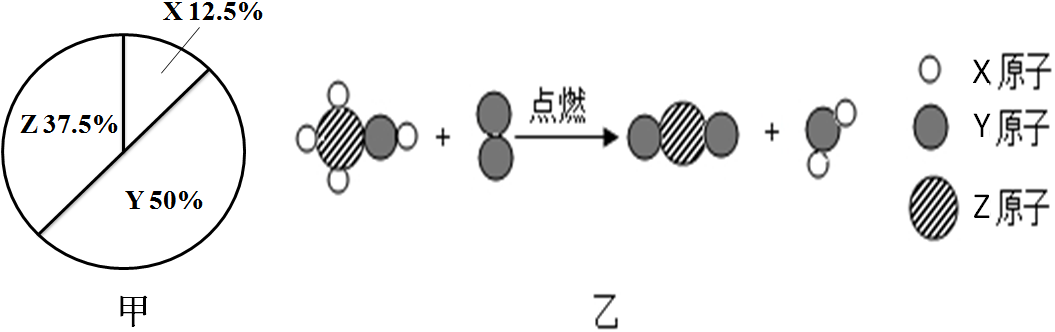 X 12.5%
Z 37.5%
Y 50%
甲
+
点燃
+
乙
X 原子
Y 原子
Z 原子